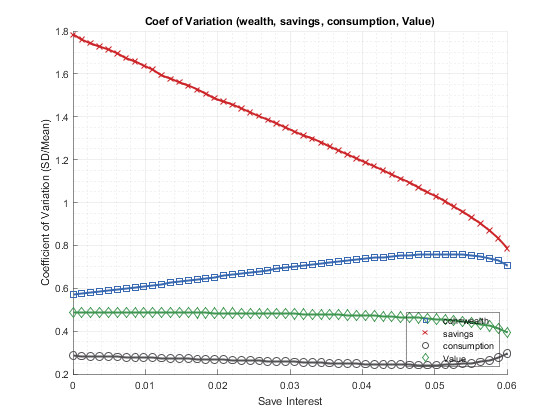 Coef of Variation (wealth, savings, consumption, Value)
Coefficient of Variation (SD/Mean)
1.8
1.6
1.4
1.2
1
0.8
0.6
0.4
0.2
savings
consumption
Value
0
0.01
0.02
0.03
0.04
0.05
0.06
Save Interest